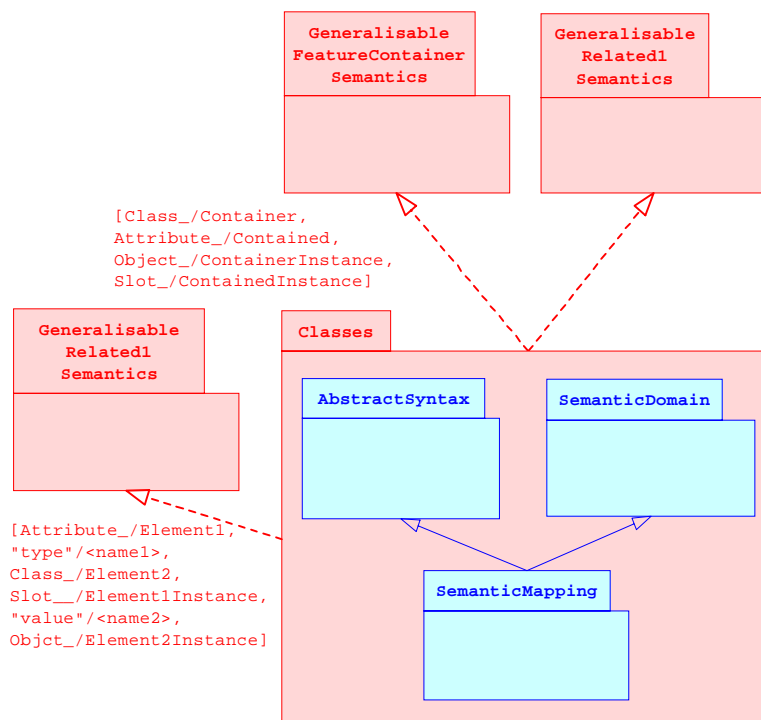 Generalisable
FeatureContainer
Semantics
Generalisable
Related1
Semantics
[Class_/Container,
Attribute_/Contained,
Object_/ContainerInstance,
Slot_/ContainedInstance]
Generalisable
Related1
Semantics
Classes
AbstractSyntax
SemanticDomain
SemanticMapping
[Attribute_/Element1,
"type"/<name1>,
Class_/Element2,
Slot__/Element1Instance,
"value"/<name2>,
Objct_/Element2Instance]